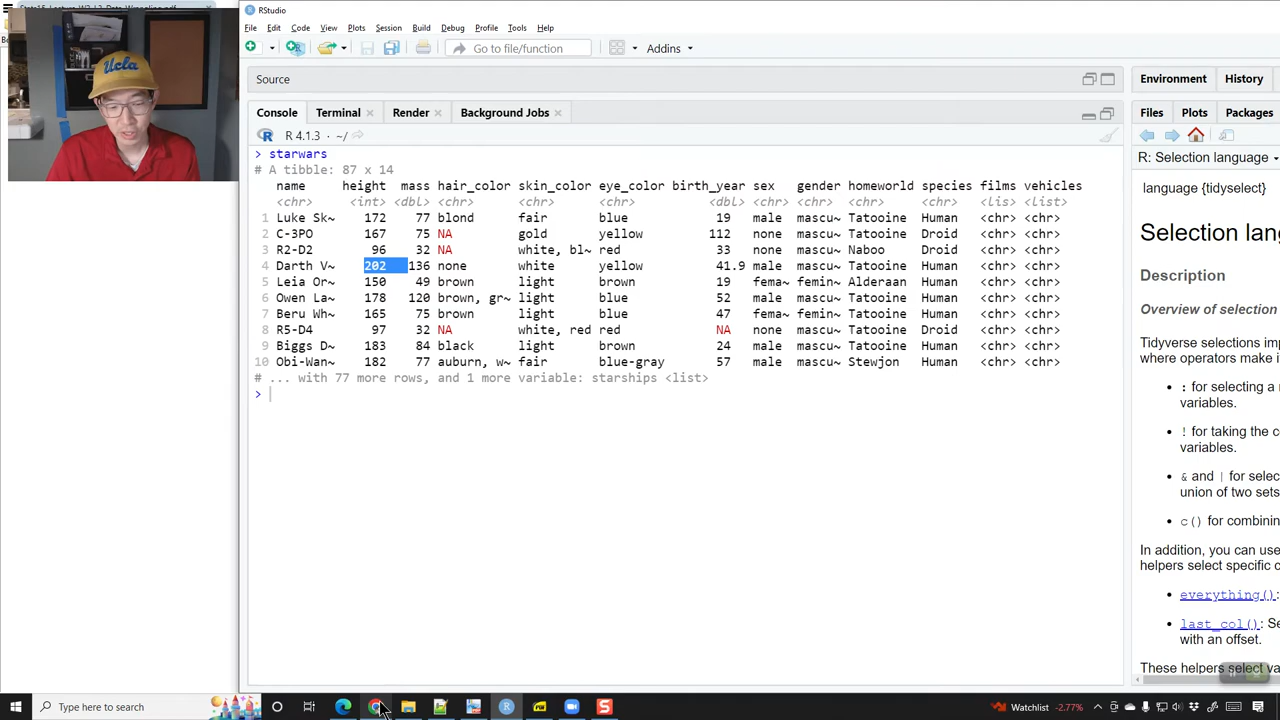 RStudio
File Edit Code View Plots Session Build Debug Profile Tools Help
Go to file/function Addins
Source
Environment History
Console Terminal Render Background Jobs
Files Plots Packages
R 4.1.3 · ~/
R: Selection language
> starwars
# A tibble: 87 x 14
name height mass hair_color skin_color eye_color birth_year sex gender homeworld species films vehicles
<chr> <int> <dbl> <chr> <chr> <chr> <dbl> <chr> <chr> <chr> <chr> <lis> <list>
1 Luke Sk~ 172 77 blond fair blue 19 male mascu~ Tatooine Human <chr> <chr>
2 C-3PO 167 75 NA gold yellow 112 none mascu~ Tatooine Droid <chr> <chr>
3 R2-D2 96 32 NA white, bl~ red 33 none mascu~ Naboo Droid <chr> <chr>
4 Darth V~ 202 136 none white yellow 41.9 male mascu~ Tatooine Human <chr> <chr>
5 Leia Or~ 150 49 brown light brown 19 fema~ femin~ Alderaan Human <chr> <chr>
6 Owen La~ 178 120 brown, gr~ light blue 52 male mascu~ Tatooine Human <chr> <chr>
7 Beru Wh~ 165 75 brown light blue 47 fema~ femin~ Tatooine Human <chr> <chr>
8 R5-D4 97 32 NA white, red red NA none mascu~ Tatooine Droid <chr> <chr>
9 Biggs D~ 183 84 black light brown 24 male mascu~ Tatooine Human <chr> <chr>
10 Obi-Wan~ 182 77 auburn, w~ fair blue-gray 57 male mascu~ Stewjon Human <chr> <chr>
# ... with 77 more rows, and 1 more variable: starships <list>
>
language {tidyselect}
Selection lan
Description
Overview of selection
Tidyverse selections imp
where operators make i
: for selecting a
variables.
! for taking the c
variables.
& and | for selec
union of two sets
c() for combinin
In addition, you can use
helpers select specific c
everything():
last_col(): Se
with an offset.
These helpers select va
Ucla
Type here to search
Watchlist -2.77%